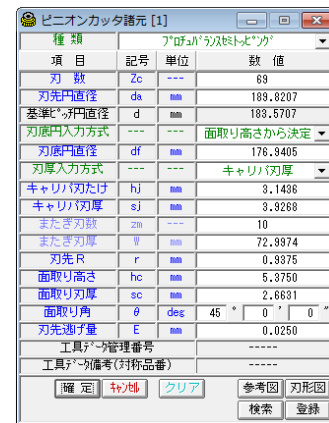 ピニオンカッタ諸元 [1]
種 類 プロチュバランスセミトッピング
項 目 記号 単位 数 値
刃 数 Zc --- 69
刃先円直径 da mm 189.8207
基準ピッチ円直径 d mm 183.5707
刃底円入力方式 --- --- 面取り高さから決定
刃底円直径 df mm 176.9405
刃厚入力方式 --- --- キャリパ刃厚
キャリパ刃たけ hj mm 3.1436
キャリパ刃厚 sj mm 3.9268
またぎ刃数 zm --- 10
またぎ刃厚 W mm 72.9974
刃先R r mm 0.9375
面取り高さ hc mm 5.3750
面取り刃厚 sc mm 2.6631
面取り角 θ deg 45 ° 0 ' 0 "
刃先逃げ量 E mm 0.0250
工具データ管理番号 -----
工具データ備考(対称品番) -----
確 定 キャンセル クリア 参考図 刃形図
検索 登録